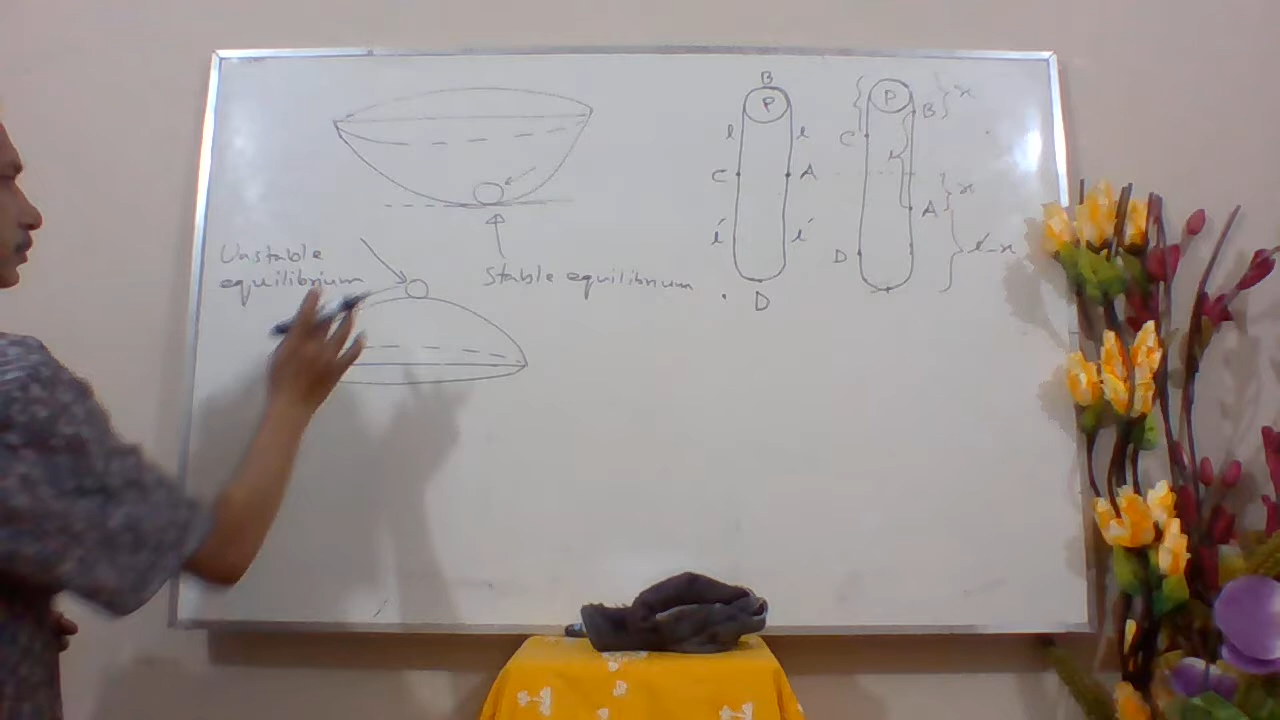 Unstable
equilibrium
Stable equilibrium
B
P
l
l
C
A
l'
l'
D
P
B
x
C
A
x
D
l'-x